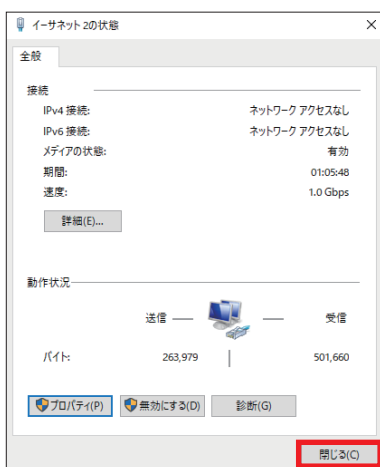 イーサネット 2の状態
全般
接続
IPv4 接続: ネットワーク アクセスなし
IPv6 接続: ネットワーク アクセスなし
メディアの状態: 有効
期間: 01:05:48
速度: 1.0 Gbps
詳細(E)...
動作状況
送信 受信
バイト: 263,979 501,660
プロパティ(P) 無効にする(D) 診断(G)
閉じる(C)